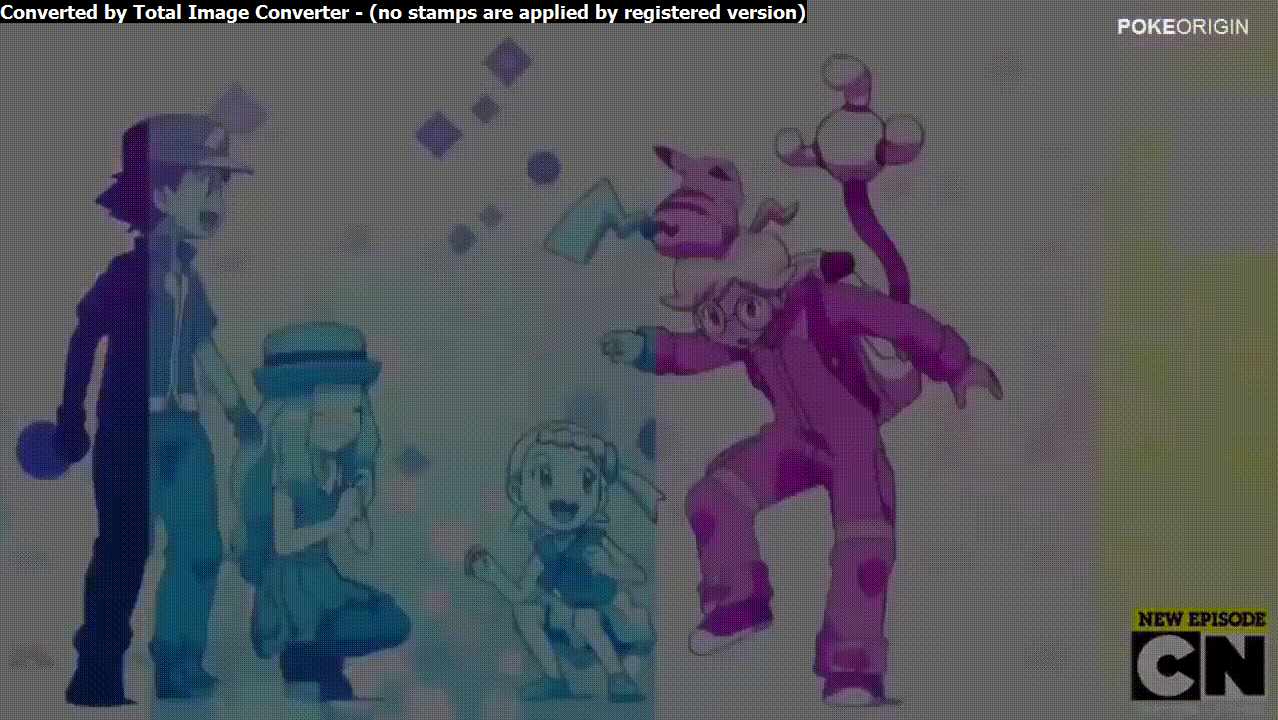 Converted by Total Image Converter - (no stamps are applied by registered version)
POKEORIGIN
NEW EPISODE
CN